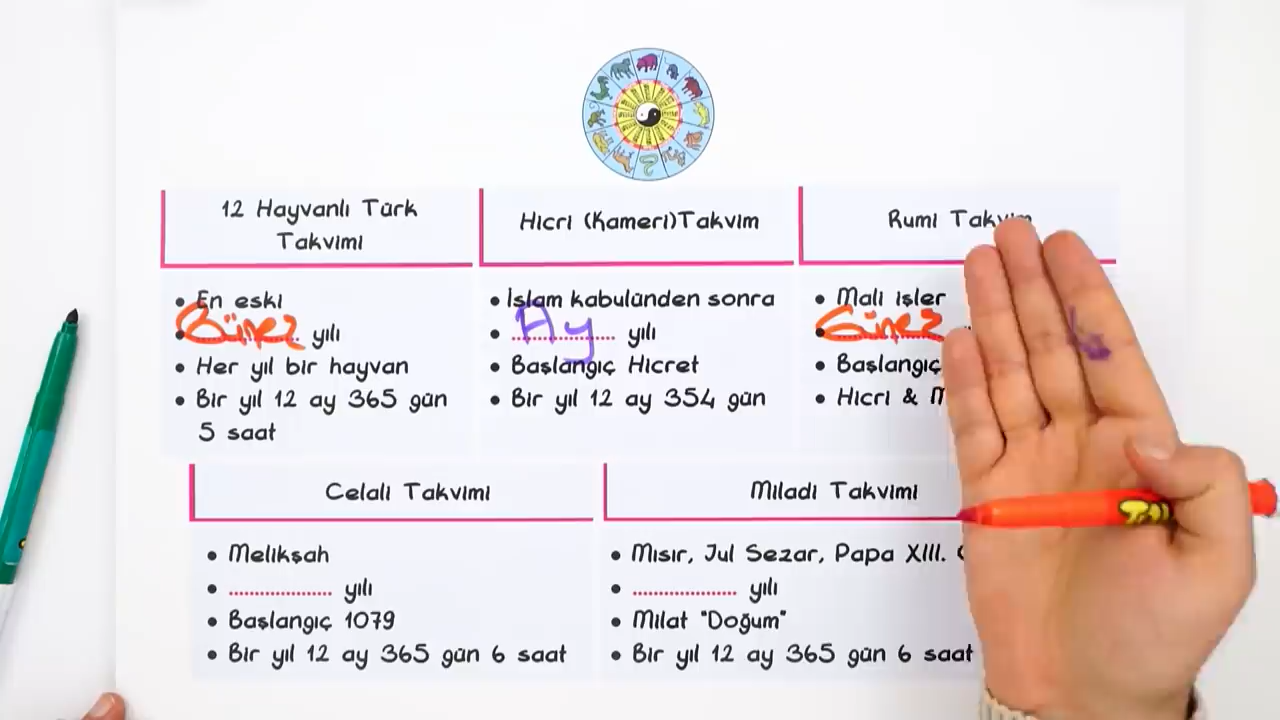 12 Hayvanlı Türk
Takvimi
• En eski
• Güneş yılı
• Her yıl bir hayvan
• Bir yıl 12 ay 365 gün
5 saat
Hicri (Kameri)Takvim
• İslam kabulünden sonra
• Ay yılı
• Başlangıç Hicret
• Bir yıl 12 ay 354 gün
Rumi Takvim
• Mali işler
• Güneş
• Başlangıç
• Hicri &
Celali Takvimi
• Melikşah
• .................... yılı
• Başlangıç 1079
• Bir yıl 12 ay 365 gün 6 saat
Miladi Takvimi
• Mısır, Jul Sezar, Papa XIII.
• .................... yılı
• Milat "Doğum"
• Bir yıl 12 ay 365 gün 6 saat